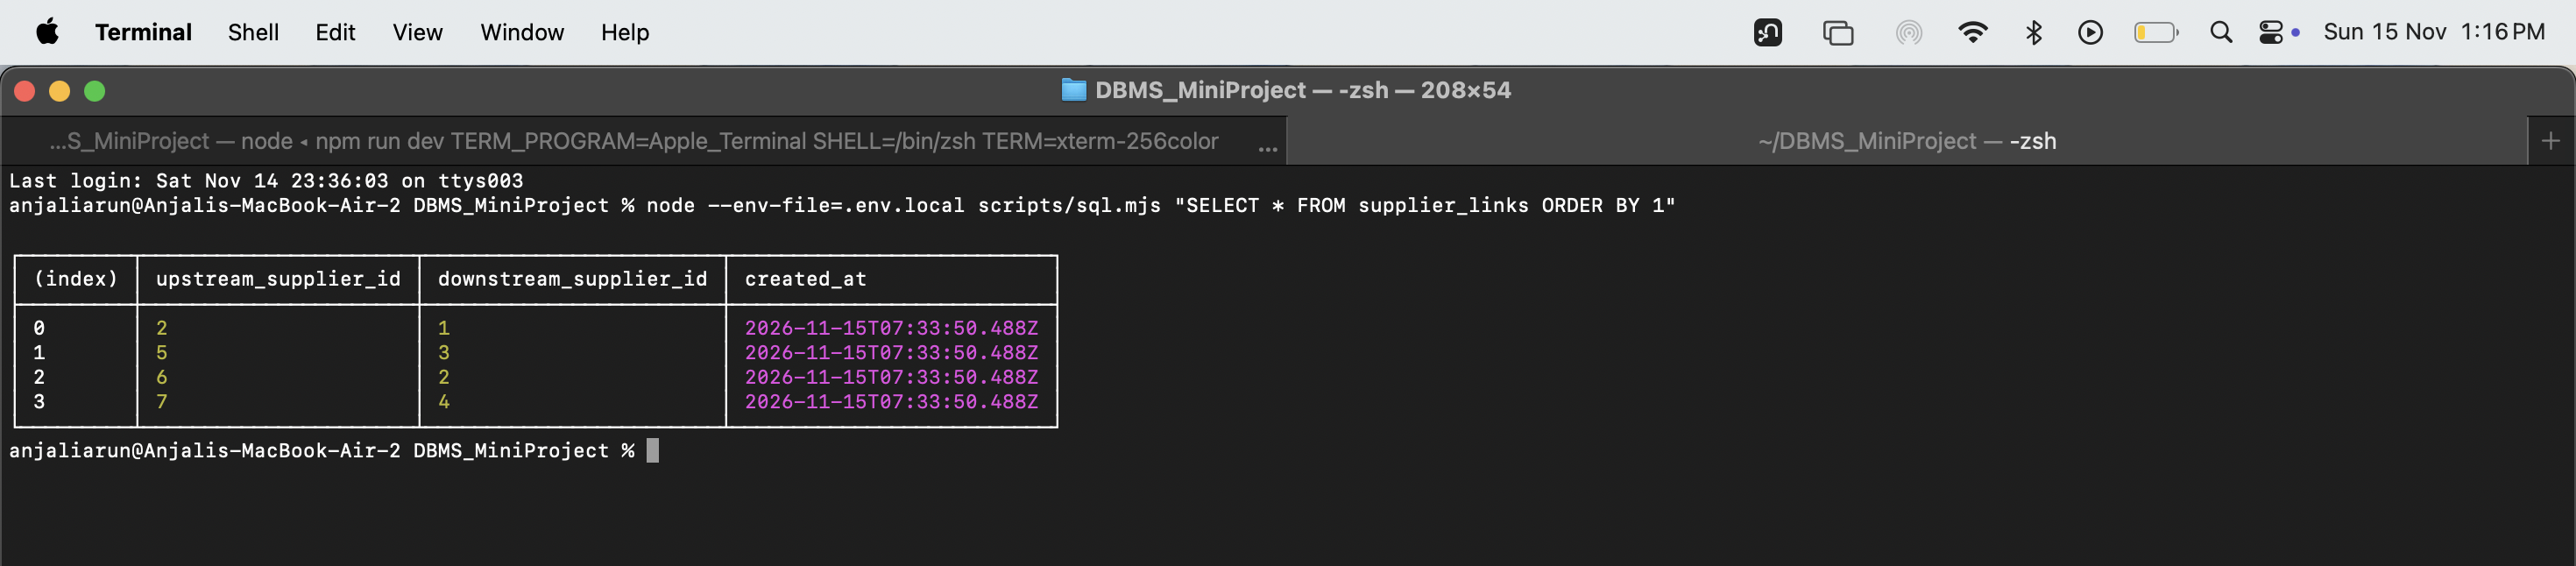 Terminal Shell Edit View Window Help Sun 15 Nov 1:16 PM
DBMS_MiniProject — -zsh — 208×54
...S_MiniProject — node ◂ npm run dev TERM_PROGRAM=Apple_Terminal SHELL=/bin/zsh TERM=xterm-256color ... ~/DBMS_MiniProject — -zsh +
Last login: Sat Nov 14 23:36:03 on ttys003
anjaliarun@Anjalis-MacBook-Air-2 DBMS_MiniProject % node --env-file=.env.local scripts/sql.mjs "SELECT * FROM supplier_links ORDER BY 1"
(index) upstream_supplier_id downstream_supplier_id created_at
0 2 1 2026-11-15T07:33:50.488Z
1 5 3 2026-11-15T07:33:50.488Z
2 6 2 2026-11-15T07:33:50.488Z
3 7 4 2026-11-15T07:33:50.488Z
anjaliarun@Anjalis-MacBook-Air-2 DBMS_MiniProject %